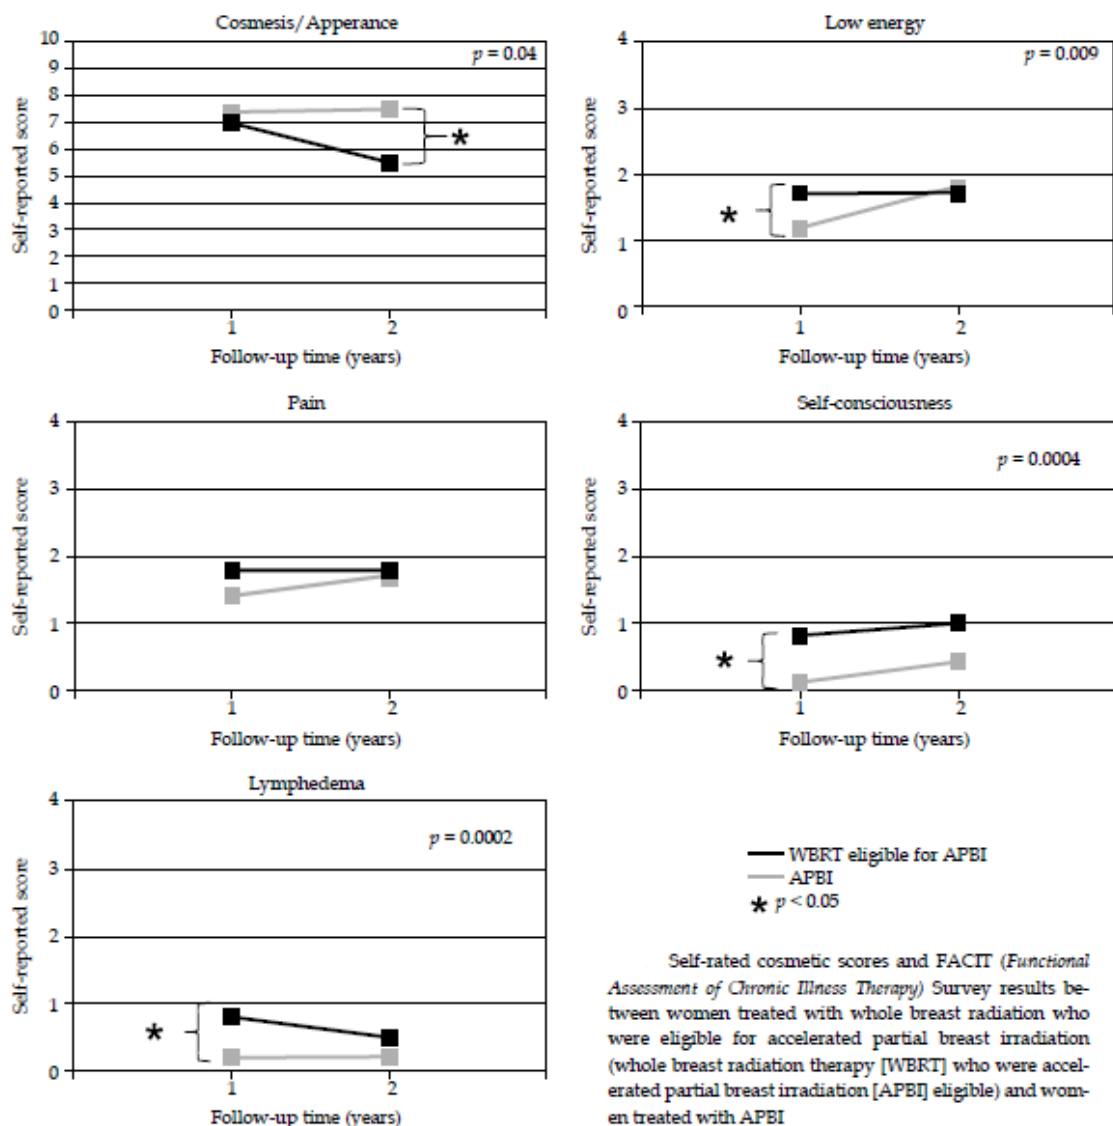 Cosmesis/Apperance
10
9
8
7
6
5
4
3
2
1
0
p = 0.04
*
Self-reported score
1 2
Follow-up time (years)
Low energy
4
3
2
1
0
p = 0.009
*
Self-reported score
1 2
Follow-up time (years)
Pain
4
3
2
1
0
Self-reported score
1 2
Follow-up time (years)
Self-consciousness
4
3
2
1
0
p = 0.0004
*
Self-reported score
1 2
Follow-up time (years)
Lymphedema
4
3
2
1
0
p = 0.0002
*
Self-reported score
1 2
Follow-up time (years)
WBRT eligible for APBI
APBI
* p < 0.05
Self-rated cosmetic scores and FACIT (Functional
Assessment of Chronic Illness Therapy) Survey results be-
tween women treated with whole breast radiation who
were eligible for accelerated partial breast irradiation
(whole breast radiation therapy [WBRT] who were accel-
erated partial breast irradiation [APBI] eligible) and wom-
en treated with APBI